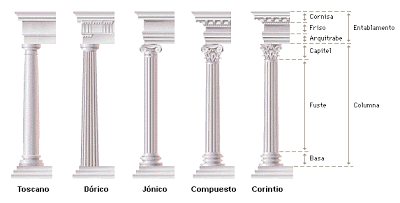 Cornisa
Friso
Entablamento
Arquitrabe
Capitel
Fuste
Columna
Basa
Toscano
Dórico
Jónico
Compuesto
Corintio